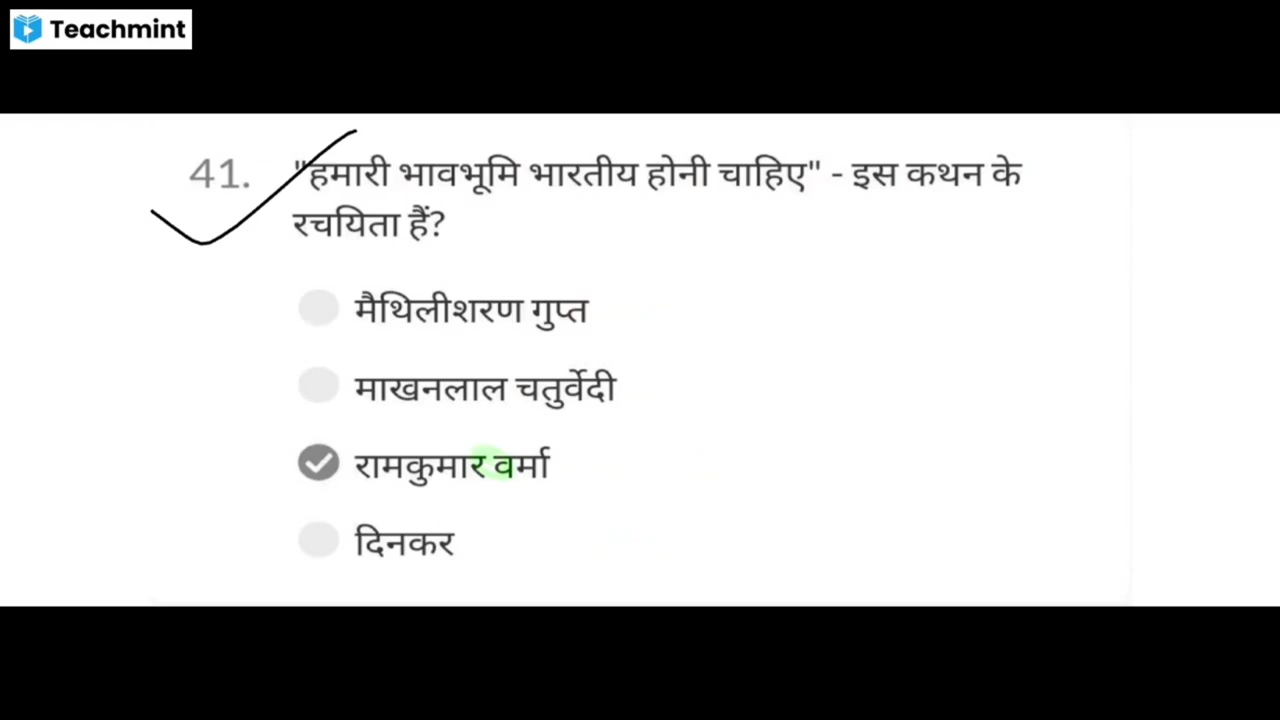 Teachmint
41. "हमारी भावभूमि भारतीय होनी चाहिए" - इस कथन के
रचयिता हैं?
मैथिलीशरण गुप्त
माखनलाल चतुर्वेदी
रामकुमार वर्मा
दिनकर